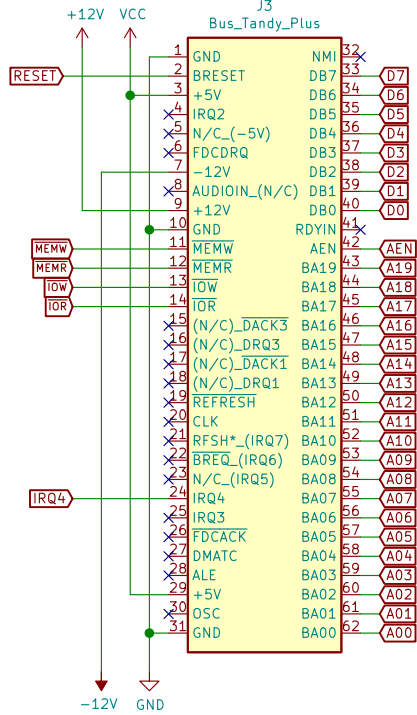 J3
Bus_Tandy_Plus
+12V VCC
1 GND NMI 32
RESET 2 BRESET DB7 33 D7
3 +5V DB6 34 D6
4 IRQ2 DB5 35 D5
5 N/C_(-5V) DB4 36 D4
6 FDCDRQ DB3 37 D3
7 -12V DB2 38 D2
8 AUDIOIN_(N/C) DB1 39 D1
9 +12V DB0 40 D0
10 GND RDYIN 41
MEMW 11 MEMW AEN 42 AEN
MEMR 12 MEMR BA19 43 A19
IOW 13 IOW BA18 44 A18
IOR 14 IOR BA17 45 A17
15 (N/C)_DACK3 BA16 46 A16
16 (N/C)_DRQ3 BA15 47 A15
17 (N/C)_DACK1 BA14 48 A14
18 (N/C)_DRQ1 BA13 49 A13
19 REFRESH BA12 50 A12
20 CLK BA11 51 A11
21 RFSH*_(IRQ7) BA10 52 A10
22 BREQ_(IRQ6) BA09 53 A09
23 N/C_(IRQ5) BA08 54 A08
IRQ4 24 IRQ4 BA07 55 A07
25 IRQ3 BA06 56 A06
26 FDCACK BA05 57 A05
27 DMATC BA04 58 A04
28 ALE BA03 59 A03
29 +5V BA02 60 A02
30 OSC BA01 61 A01
31 GND BA00 62 A00
-12V GND